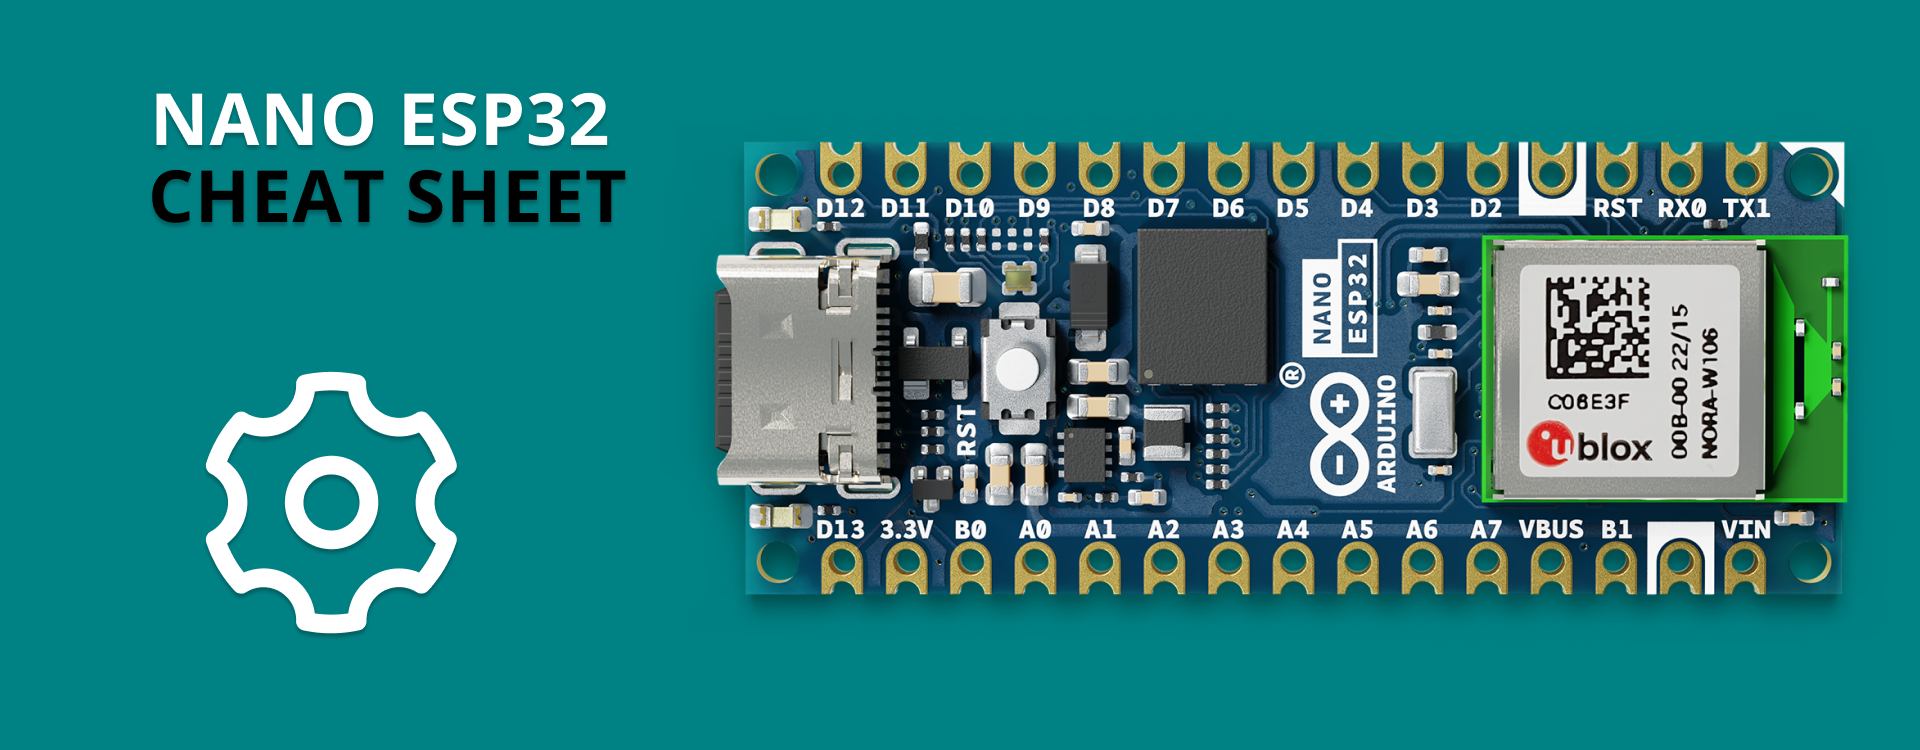 NANO ESP32
CHEAT SHEET
D12 D11 D10 D9 D8 D7 D6 D5 D4 D3 D2 RST RX0 TX1
NANO
ESP32
®
ARDUINO
RST
C06E3F
ublox
00B-00 22/15
NORA-W106
D13 3.3V B0 A0 A1 A2 A3 A4 A5 A6 A7 VBUS B1 VIN